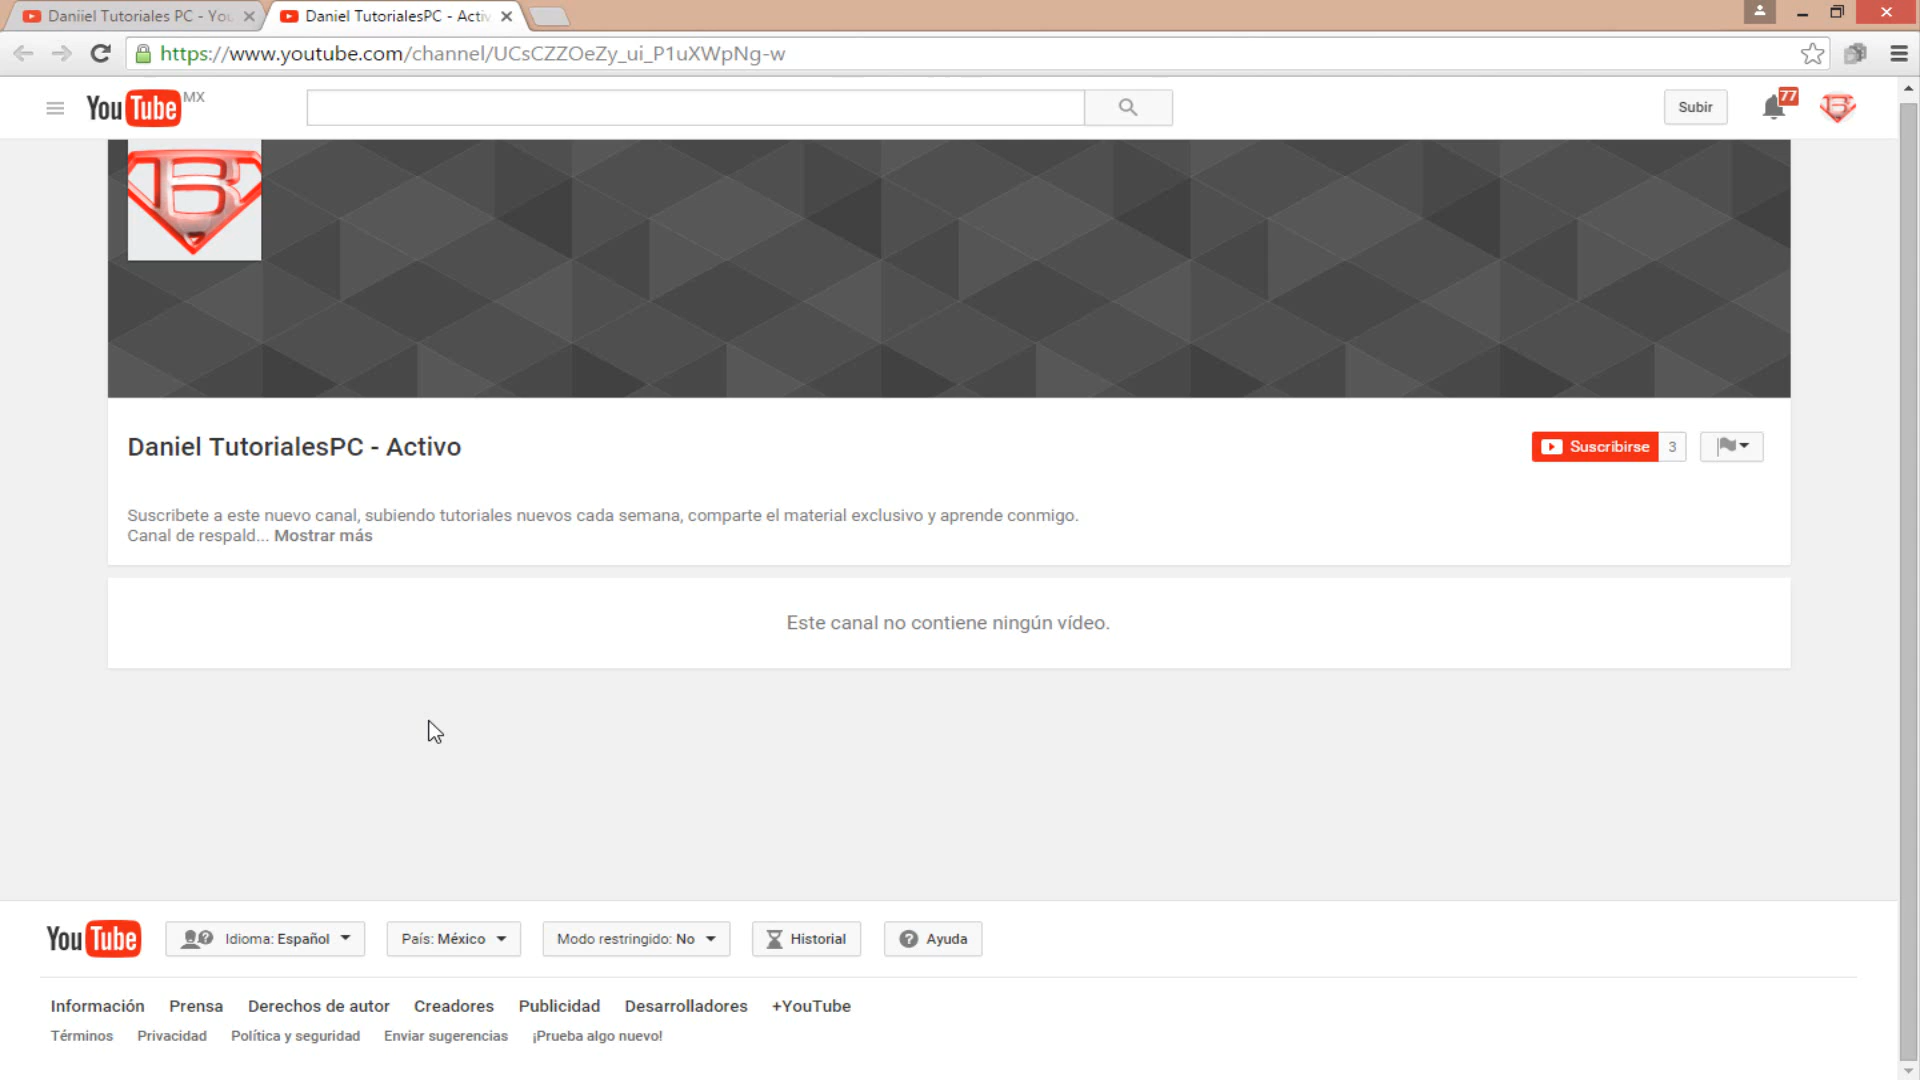 Daniiel Tutoriales PC - You
Daniel TutorialesPC - Activ
https://www.youtube.com/channel/UCsCZZOeZy_ui_P1uXWpNg-w
YouTube MX
Subir
77
B
B
Daniel TutorialesPC - Activo
Suscribirse 3
Suscribete a este nuevo canal, subiendo tutoriales nuevos cada semana, comparte el material exclusivo y aprende conmigo.
Canal de respald... Mostrar más
Este canal no contiene ningún vídeo.
YouTube
Idioma: Español
País: México
Modo restringido: No
Historial
Ayuda
Información Prensa Derechos de autor Creadores Publicidad Desarrolladores +YouTube
Términos Privacidad Política y seguridad Enviar sugerencias ¡Prueba algo nuevo!